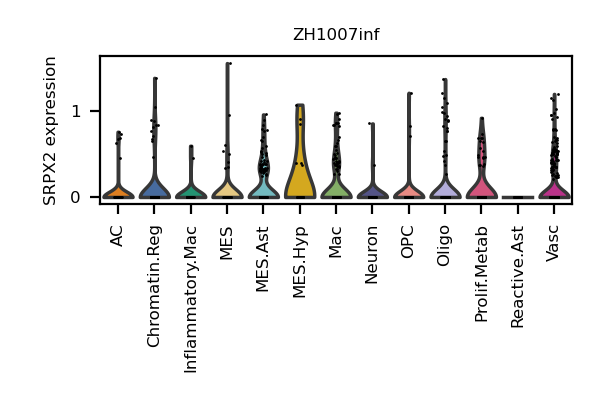 ZH1007inf
SRPX2 expression
1
0
AC
Chromatin.Reg
Inflammatory.Mac
MES
MES.Ast
MES.Hyp
Mac
Neuron
OPC
Oligo
Prolif.Metab
Reactive.Ast
Vasc